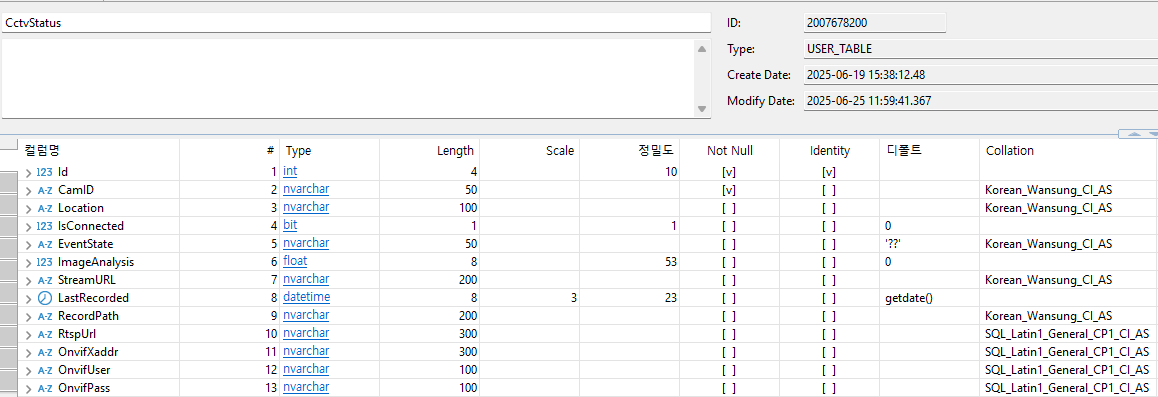 CctvStatus
ID: 2007678200
Type: USER_TABLE
Create Date: 2025-06-19 15:38:12.48
Modify Date: 2025-06-25 11:59:41.367
컬럼명 # Type Length Scale 정밀도 Not Null Identity 디폴트 Collation
123 Id 1 int 4 10 [v] [v]
A-Z CamID 2 nvarchar 50 [v] [ ] Korean_Wansung_CI_AS
A-Z Location 3 nvarchar 100 [ ] [ ] Korean_Wansung_CI_AS
123 IsConnected 4 bit 1 1 [ ] [ ] 0
A-Z EventState 5 nvarchar 50 [ ] [ ] '??' Korean_Wansung_CI_AS
123 ImageAnalysis 6 float 8 53 [ ] [ ] 0
A-Z StreamURL 7 nvarchar 200 [ ] [ ] Korean_Wansung_CI_AS
LastRecorded 8 datetime 8 3 23 [ ] [ ] getdate()
A-Z RecordPath 9 nvarchar 200 [ ] [ ] Korean_Wansung_CI_AS
A-Z RtspUrl 10 nvarchar 300 [ ] [ ] SQL_Latin1_General_CP1_CI_AS
A-Z OnvifXaddr 11 nvarchar 300 [ ] [ ] SQL_Latin1_General_CP1_CI_AS
A-Z OnvifUser 12 nvarchar 100 [ ] [ ] SQL_Latin1_General_CP1_CI_AS
A-Z OnvifPass 13 nvarchar 100 [ ] [ ] SQL_Latin1_General_CP1_CI_AS